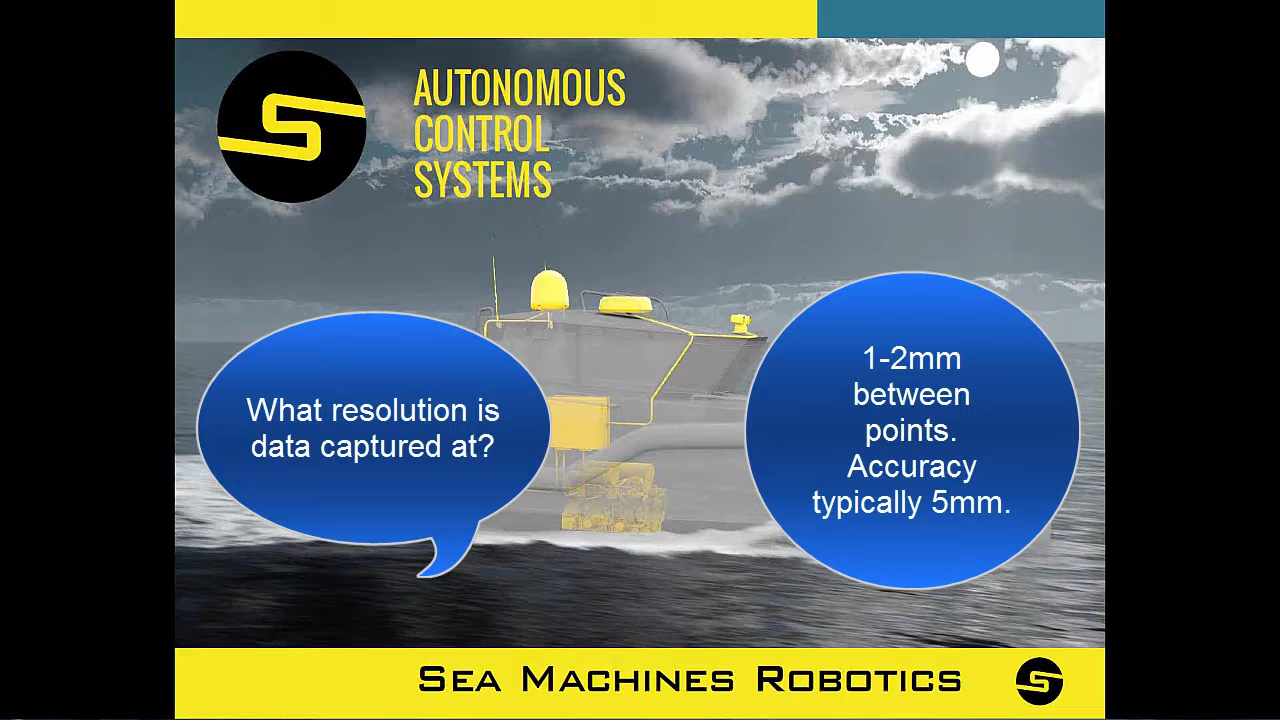 AUTONOMOUS
CONTROL
SYSTEMS
What resolution is
data captured at?
1-2mm
between
points.
Accuracy
typically 5mm.
SEA MACHINES ROBOTICS